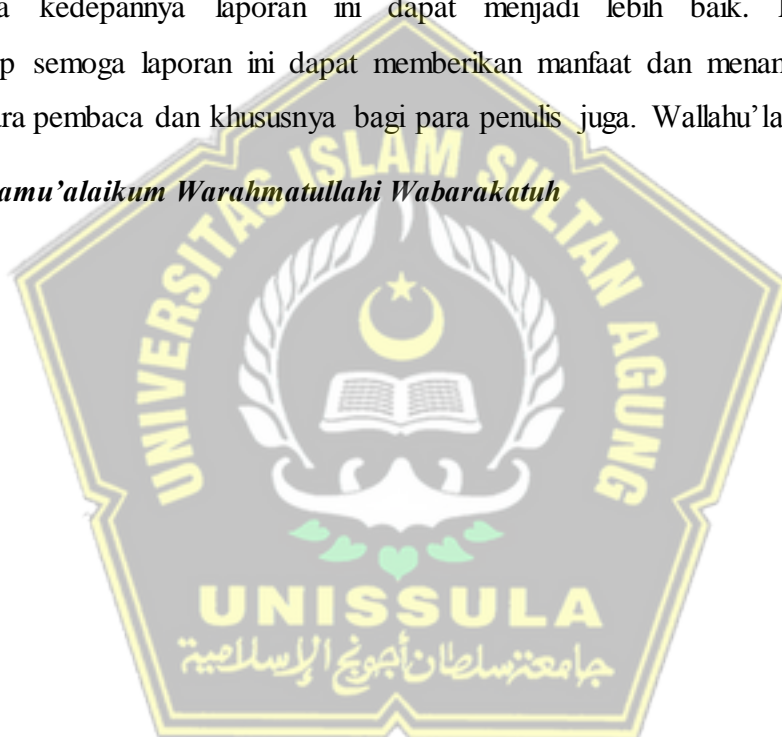 a kedepannya laporan ini dapat menjadi lebih baik.
p semoga laporan ini dapat memberikan manfaat dan menam
ara pembaca dan khususnya bagi para penulis juga. Wallahu’la
amu’alaikum Warahmatullahi Wabarakatuh
UNIVERSITAS ISLAM SULTAN AGUNG
UNISSULA
جامعة سلطان أجونج الإسلامية